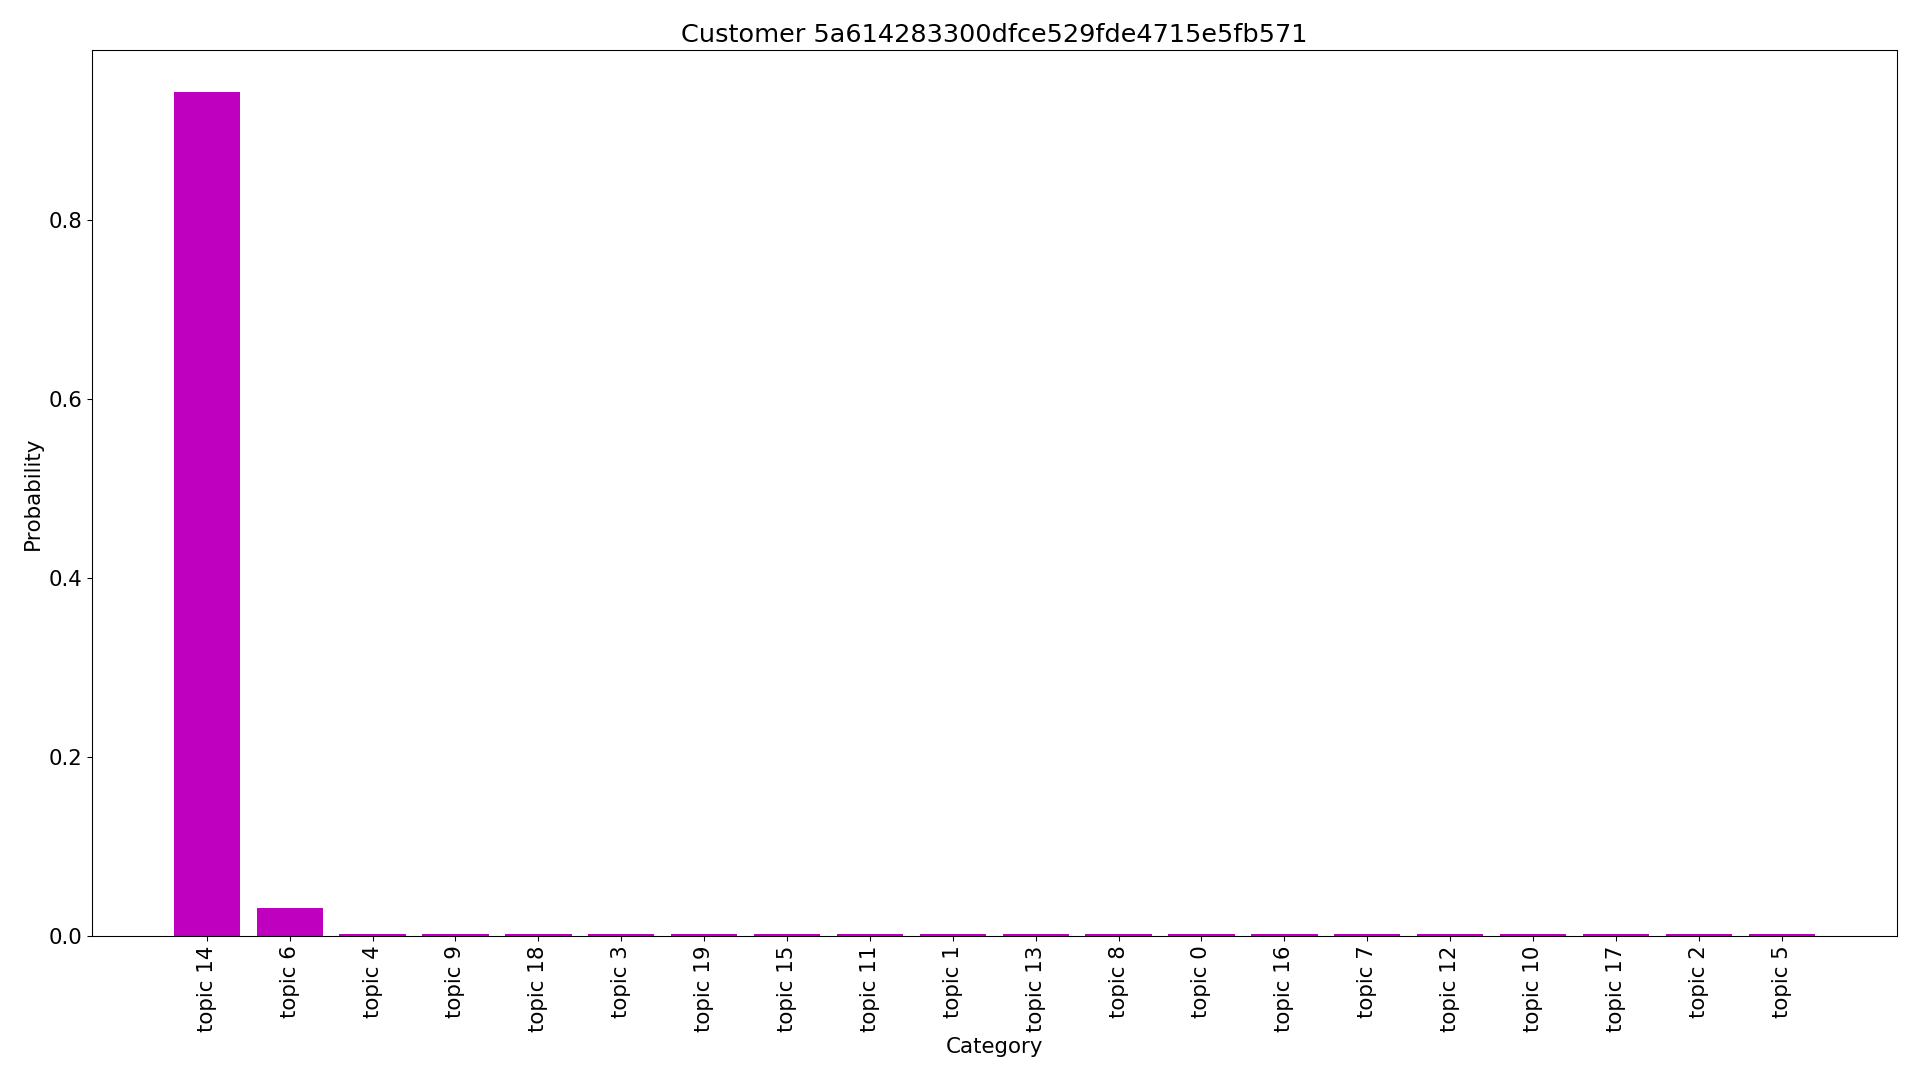 Customer 5a614283300dfce529fde4715e5fb571
Probability
0.8
0.6
0.4
0.2
0.0
topic 14
topic 6
topic 4
topic 9
topic 18
topic 3
topic 19
topic 15
topic 11
topic 1
topic 13
topic 8
topic 0
topic 16
topic 7
topic 12
topic 10
topic 17
topic 2
topic 5
Category